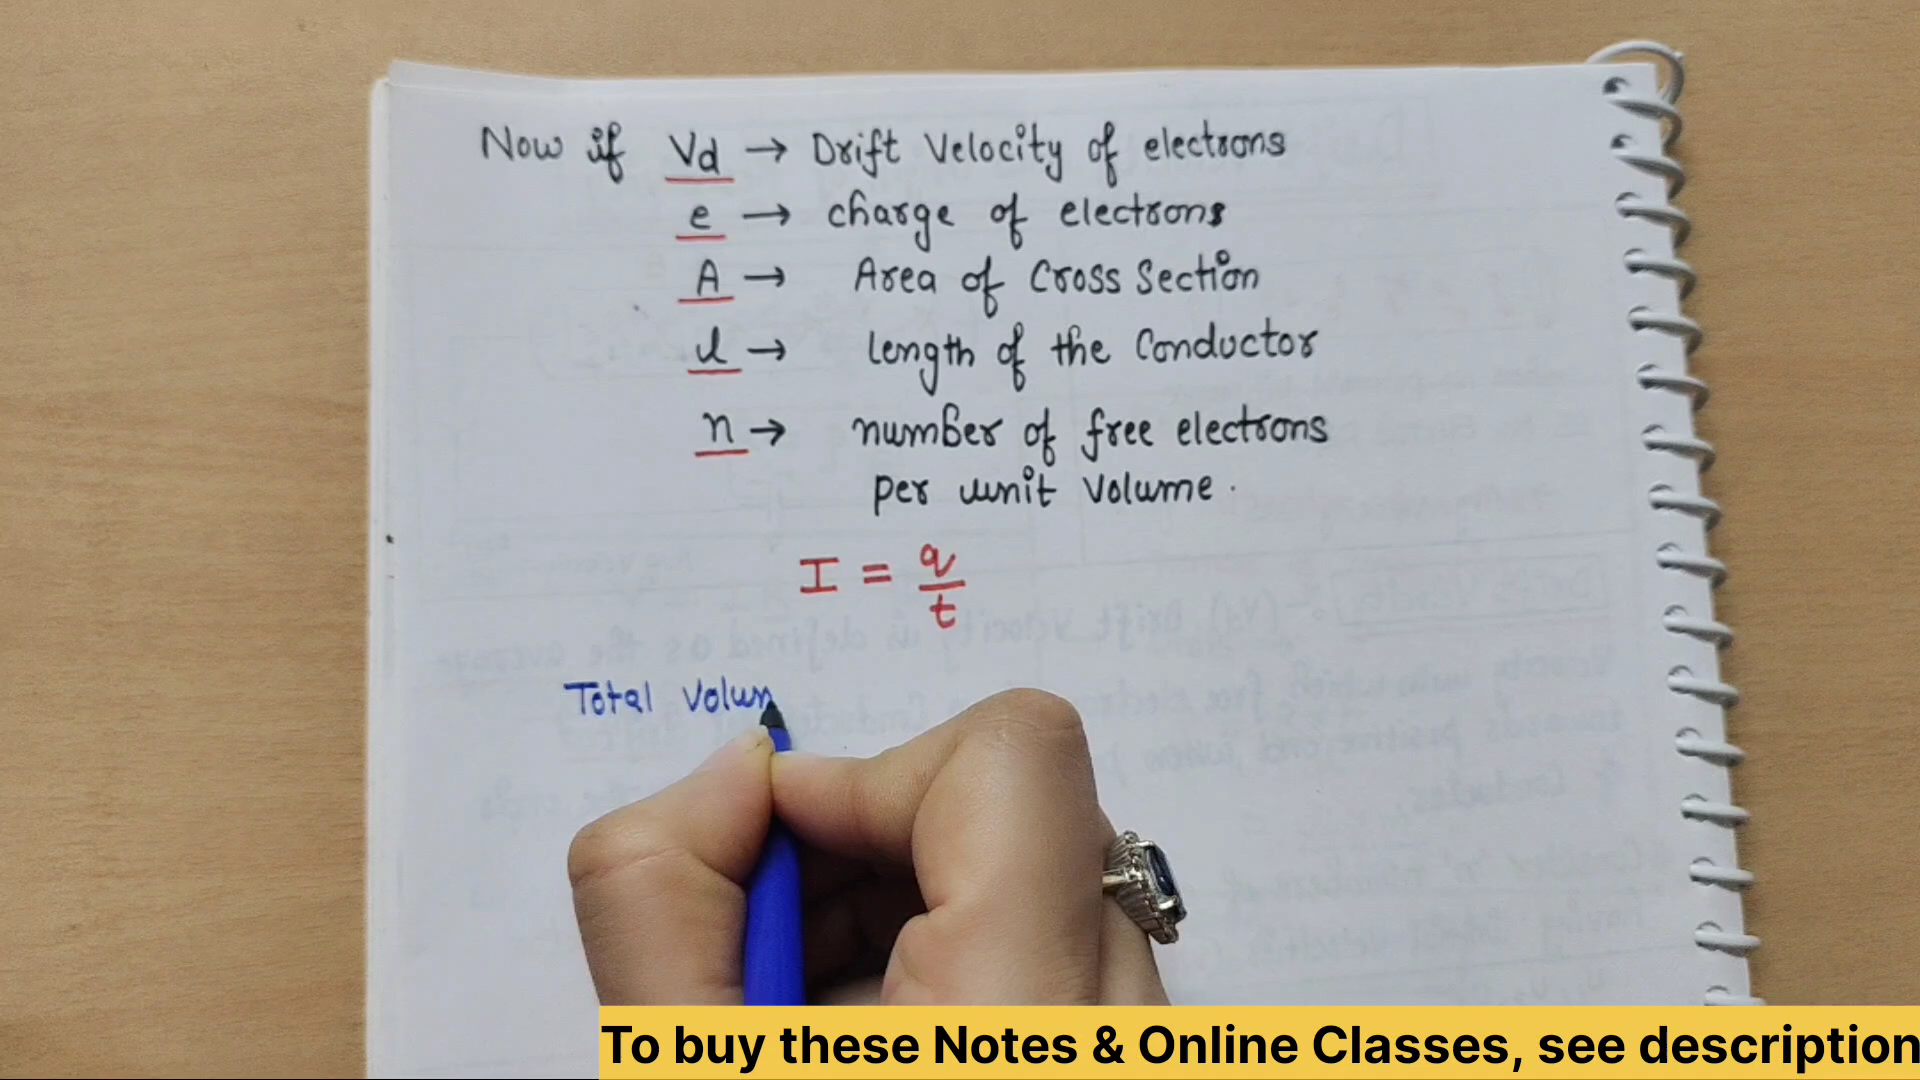 Now if Vd → Drift Velocity of electrons
e → charge of electrons
A → Area of Cross Section
l → length of the Conductor
n → number of free electrons
per unit Volume.
I = q/t
Total Volum
To buy these Notes & Online Classes, see description